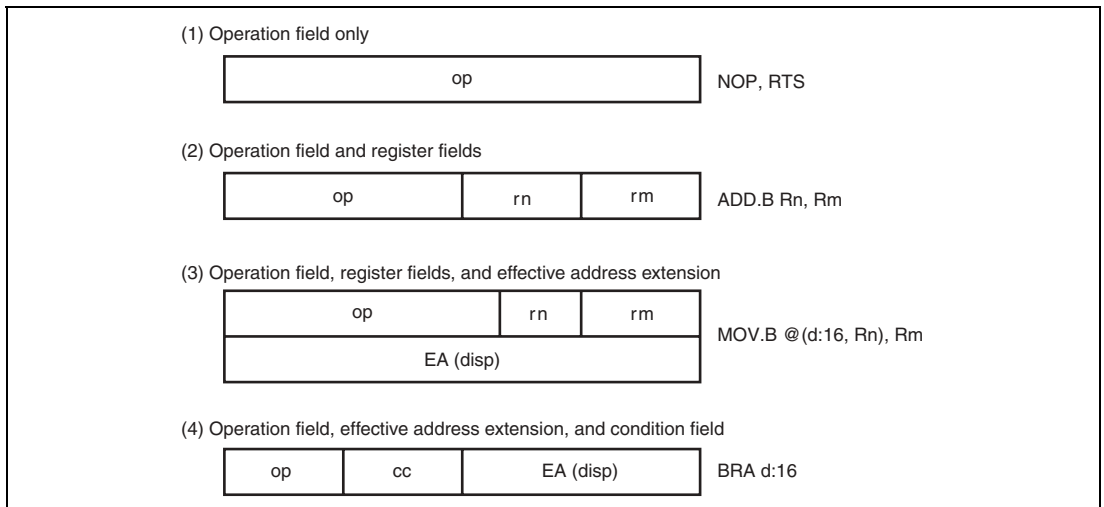 (1) Operation field only
op
NOP, RTS
(2) Operation field and register fields
op rn rm
ADD.B Rn, Rm
(3) Operation field, register fields, and effective address extension
op rn rm
EA (disp)
MOV.B @(d:16, Rn), Rm
(4) Operation field, effective address extension, and condition field
op cc EA (disp)
BRA d:16